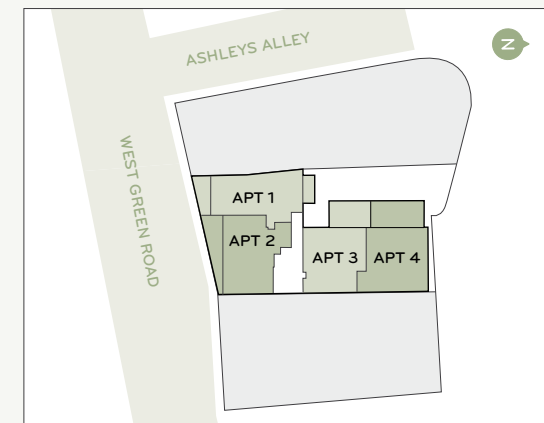 ASHLEYS ALLEY
N
WEST GREEN ROAD
APT 1
APT 2
APT 3
APT 4